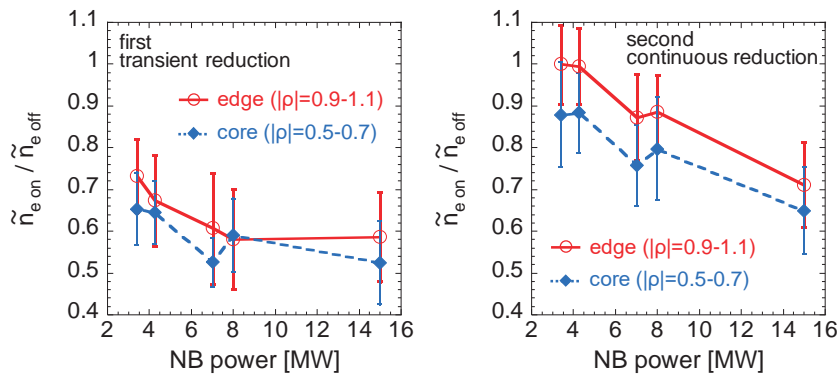 first
transient reduction
edge (|ρ|=0.9-1.1)
core (|ρ|=0.5-0.7)
1.1
1
0.9
0.8
0.7
0.6
0.5
0.4
2 4 6 8 10 12 14 16
NB power [MW]
ñe on / ñe off
second
continuous reduction
edge (|ρ|=0.9-1.1)
core (|ρ|=0.5-0.7)
1.1
1
0.9
0.8
0.7
0.6
0.5
0.4
2 4 6 8 10 12 14 16
NB power [MW]
ñe on / ñe off